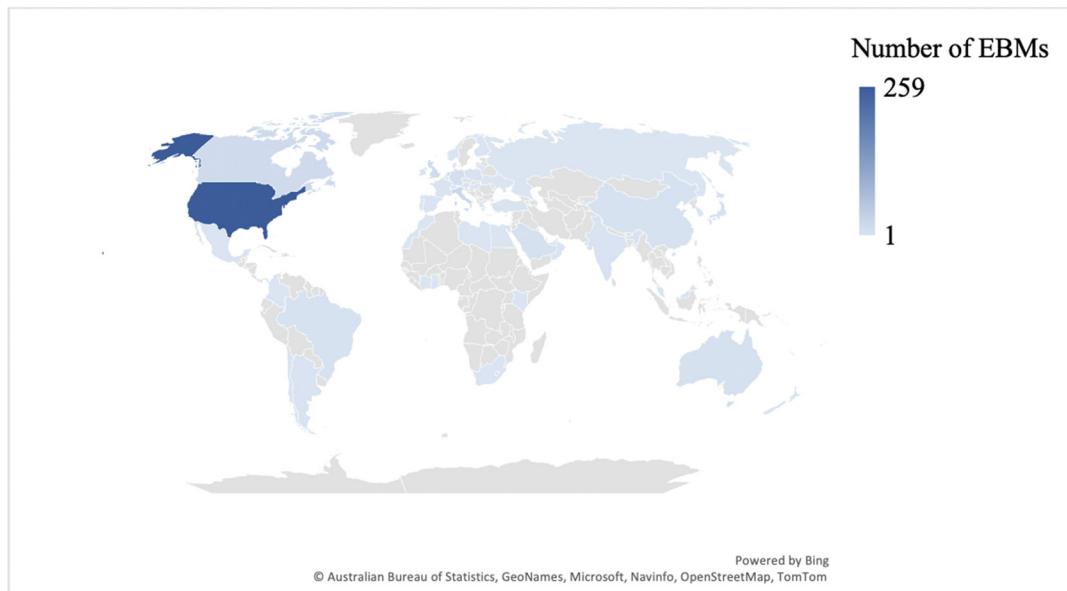 Number of EBMs
259
1
Powered by Bing
© Australian Bureau of Statistics, GeoNames, Microsoft, Navinfo, OpenStreetMap, TomTom